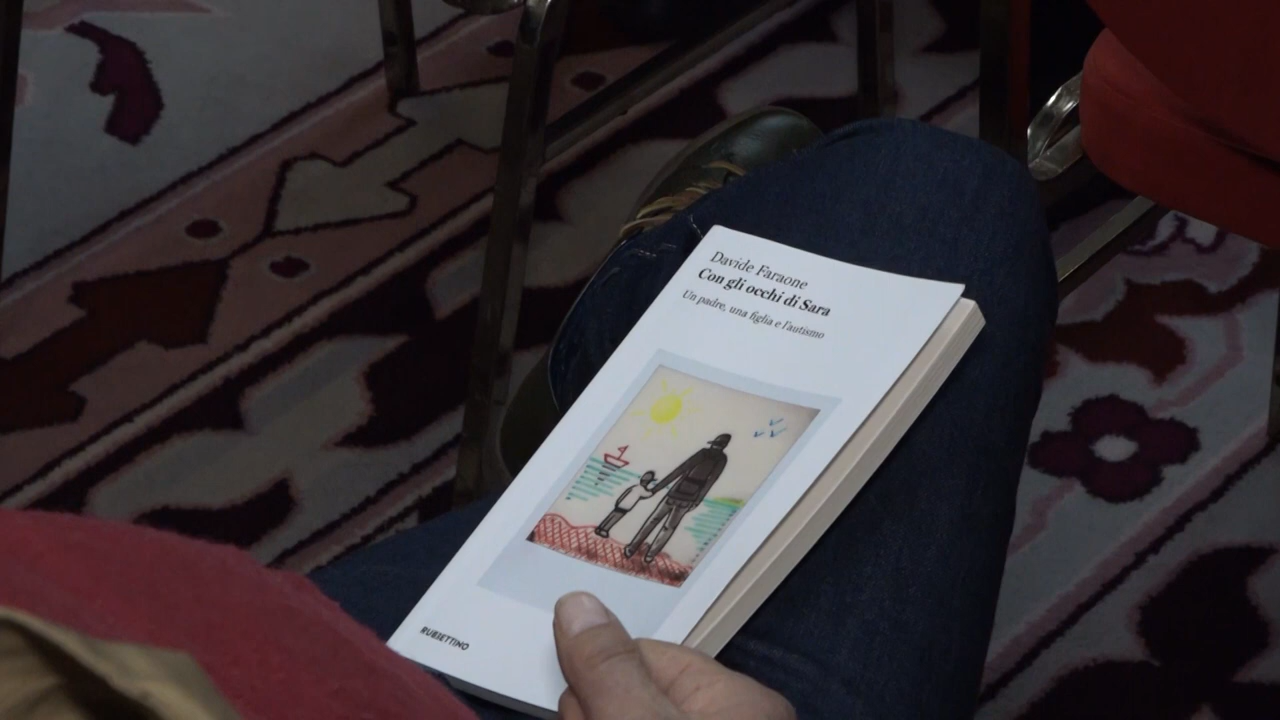 Davide Faraone
Con gli occhi di Sara
Un padre, una figlia e l'autismo
RUBBETTINO